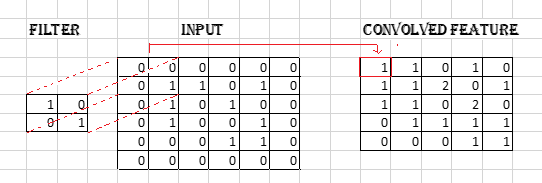 FILTER INPUT CONVOLVED FEATURE
0 0 0 0 0 0 1 1 0 1 0
0 1 1 0 1 0 1 1 2 0 1
1 0 0 1 0 1 0 0 1 1 0 2 0
0 1 0 1 0 0 1 0 0 1 1 1 1
0 0 0 1 1 0 0 0 0 1 1
0 0 0 0 0 0